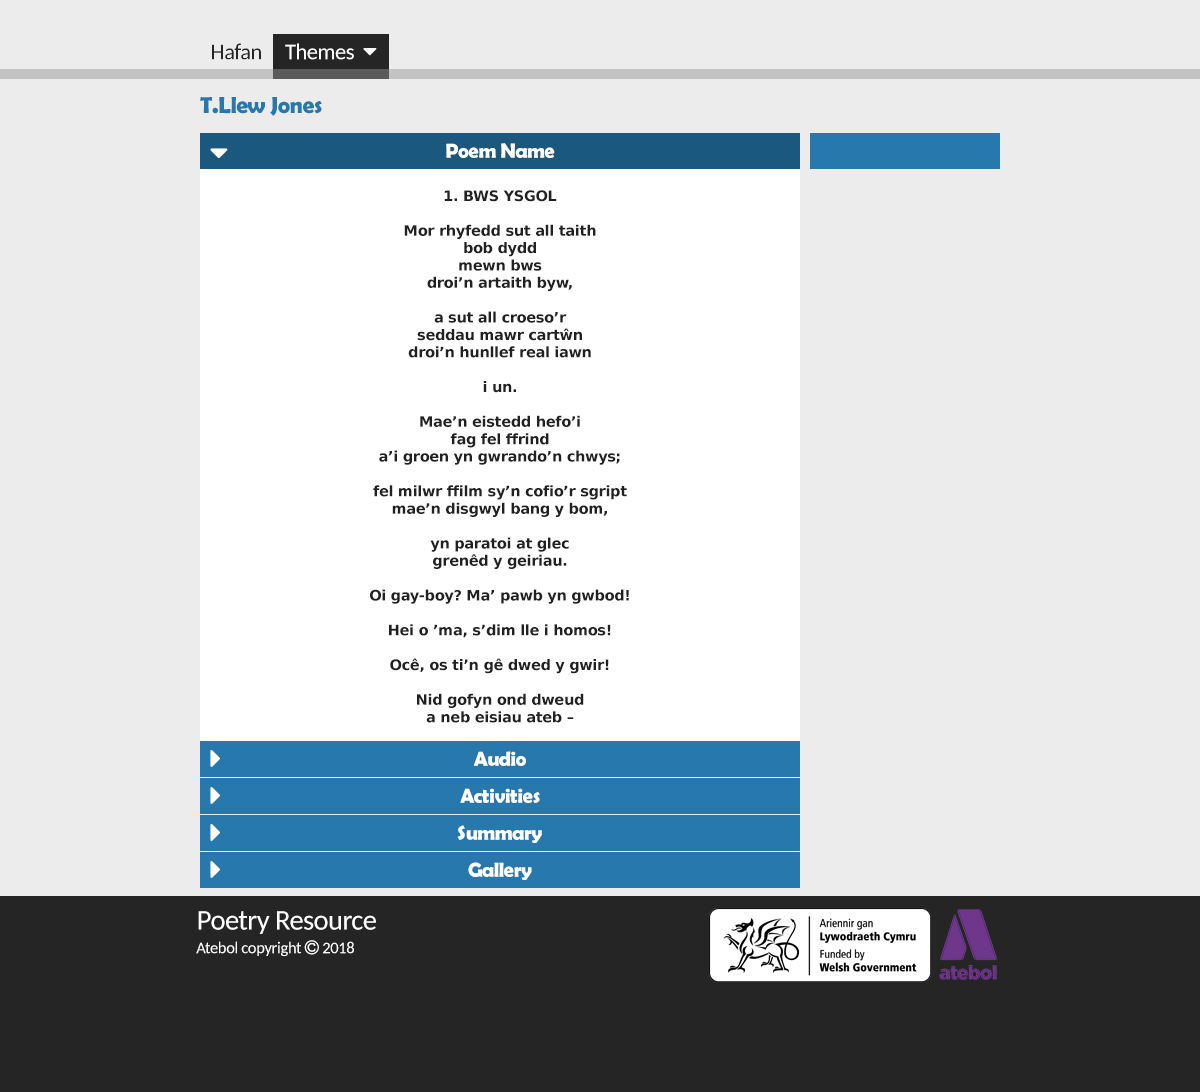 Hafan
Themes
T.Llew Jones
Poem Name
1. BWS YSGOL
Mor rhyfedd sut all taith
bob dydd
mewn bws
droi’n artaith byw,
a sut all croeso’r
seddau mawr cartŵn
droi’n hunllef real iawn
i un.
Mae’n eistedd hefo’i
fag fel ffrind
a’i groen yn gwrando’n chwys;
fel milwr ffilm sy’n cofio’r sgript
mae’n disgwyl bang y bom,
yn paratoi at glec
grenêd y geiriau.
Oi gay-boy? Ma’ pawb yn gwbod!
Hei o ’ma, s’dim lle i homos!
Ocê, os ti’n gê dwed y gwir!
Nid gofyn ond dweud
a neb eisiau ateb –
Audio
Activities
Summary
Gallery
Poetry Resource
Atebol copyright © 2018
Ariennir gan
Lywodraeth Cymru
Funded by
Welsh Government
atebol